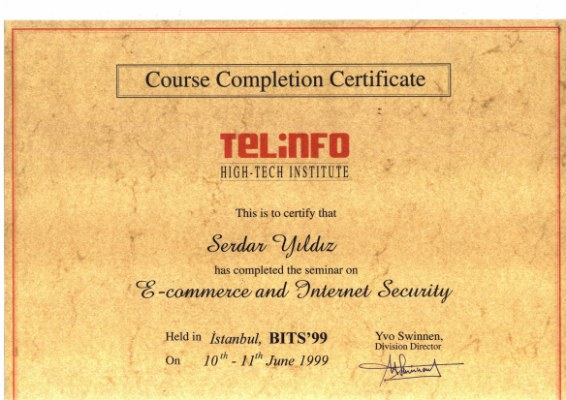 Course Completion Certificate
TELiNFO
HIGH-TECH INSTITUTE
This is to certify that
Serdar Yıldız
has completed the seminar on
E-commerce and Internet Security
Held in İstanbul, BITS'99
On 10th - 11th June 1999
Yvo Swinnen,
Division Director